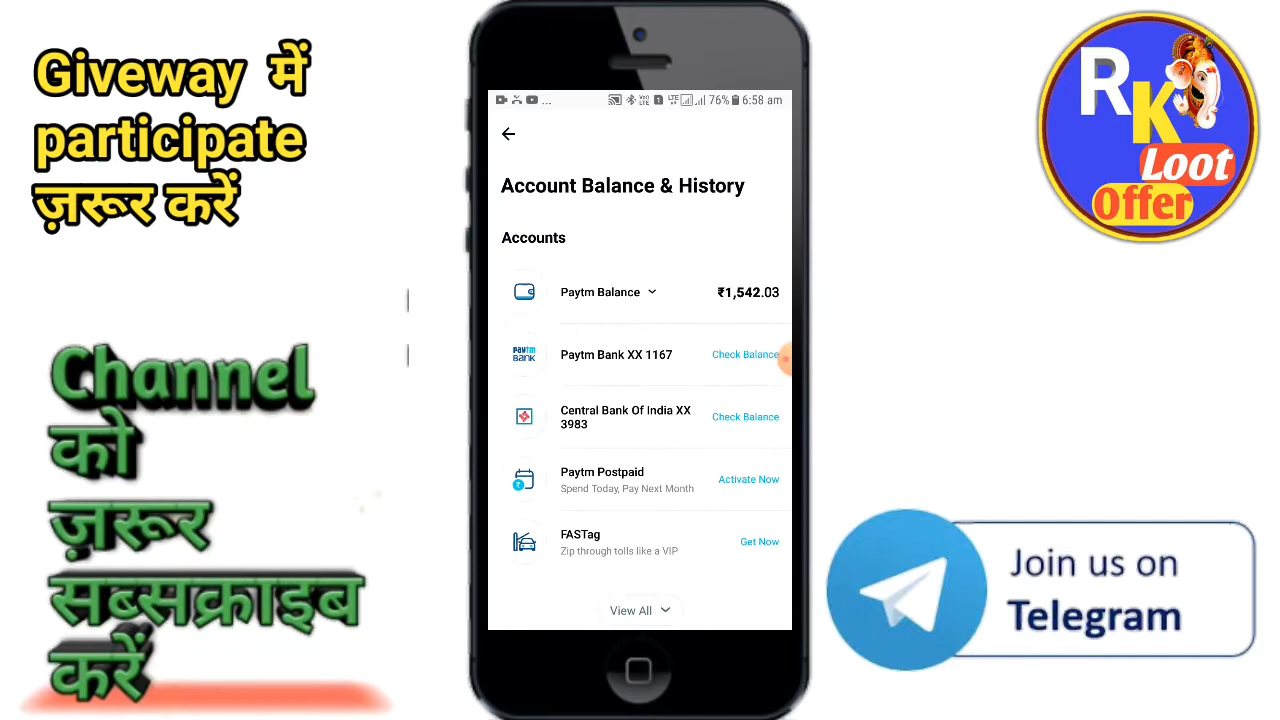 Giveway में
participate
ज़रूर करें
Channel
को
ज़रूर
सब्सक्राइब
करें
... LTE 76% 6:58 am
Account Balance & History
Accounts
Paytm Balance ₹1,542.03
Paytm Bank XX 1167 Check Balance
Central Bank Of India XX
3983 Check Balance
Paytm Postpaid
Spend Today, Pay Next Month Activate Now
FASTag
Zip through tolls like a VIP Get Now
View All
RK
Loot
Offer
Join us on
Telegram